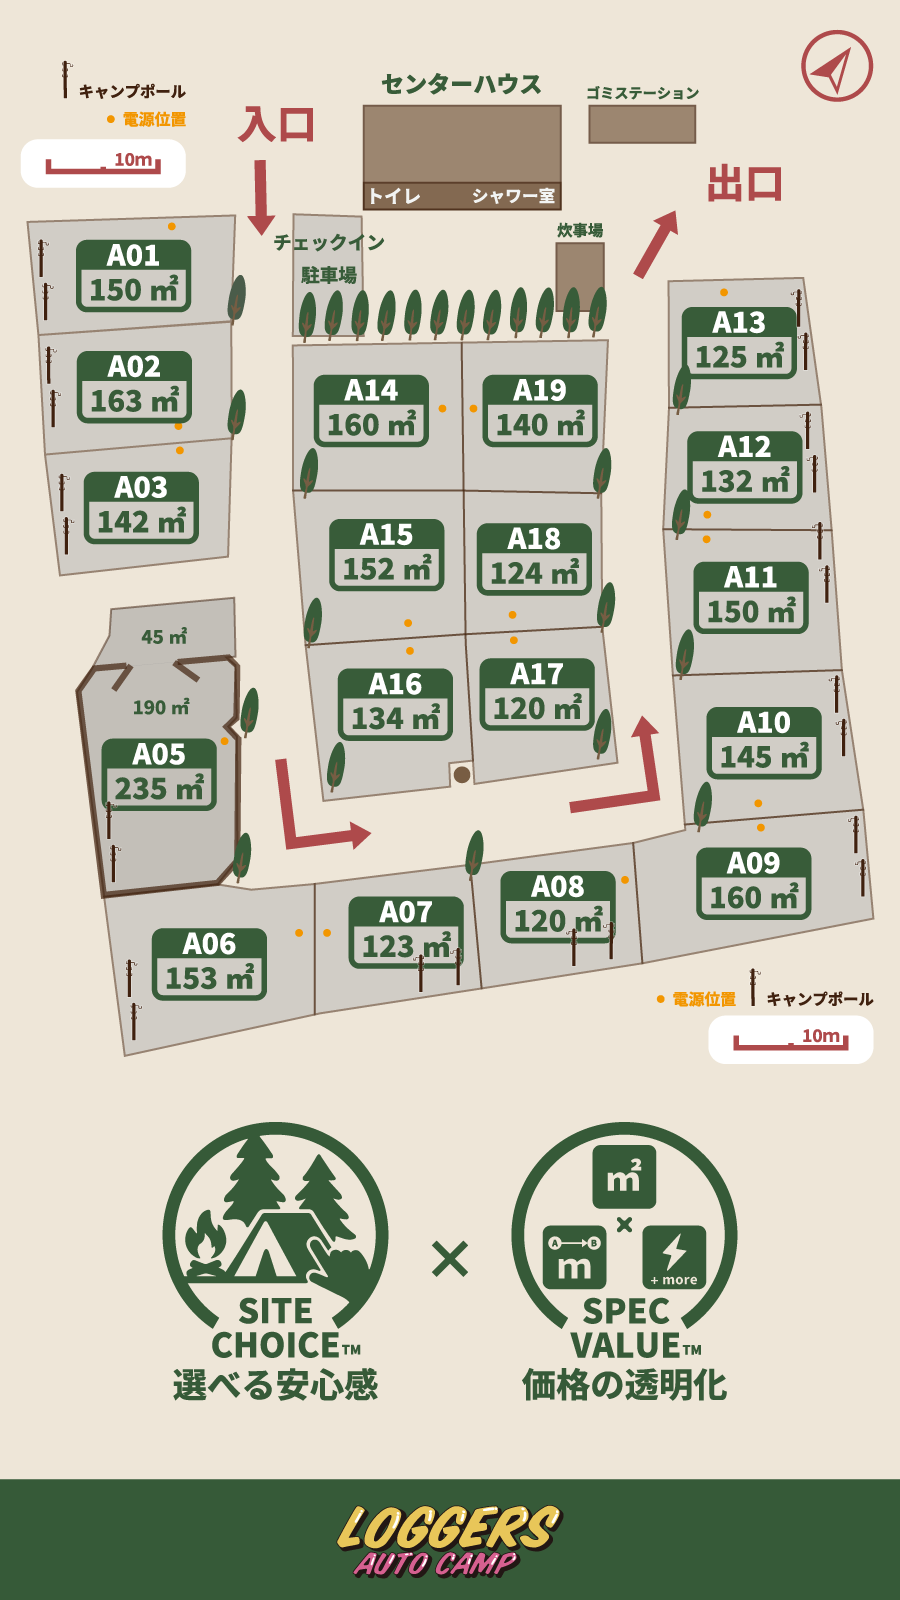 キャンプポール
電源位置
10m
入口
センターハウス
トイレ
シャワー室
ゴミステーション
出口
炊事場
チェックイン
駐車場
A01
150 ㎡
A02
163 ㎡
A03
142 ㎡
45 ㎡
190 ㎡
A05
235 ㎡
A06
153 ㎡
A07
123 ㎡
A08
120 ㎡
A09
160 ㎡
A10
145 ㎡
A11
150 ㎡
A12
132 ㎡
A13
125 ㎡
A14
160 ㎡
A19
140 ㎡
A15
152 ㎡
A18
124 ㎡
A16
134 ㎡
A17
120 ㎡
電源位置
キャンプポール
10m
SITE
CHOICE™
選べる安心感
×
m²
×
A B
m
+ more
SPEC
VALUE™
価格の透明化
LOGGERS
AUTO CAMP